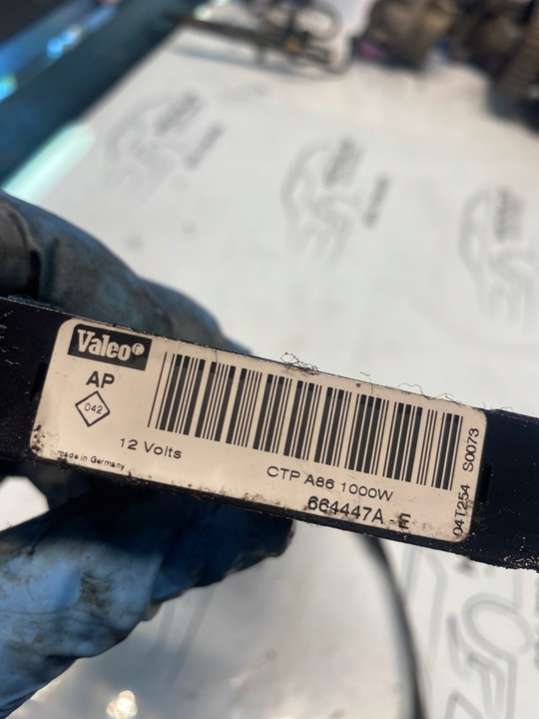 Valeo
AP
042
12 Volts
made in Germany
CTP A86 1000W
664447A - E
04T254 S0073